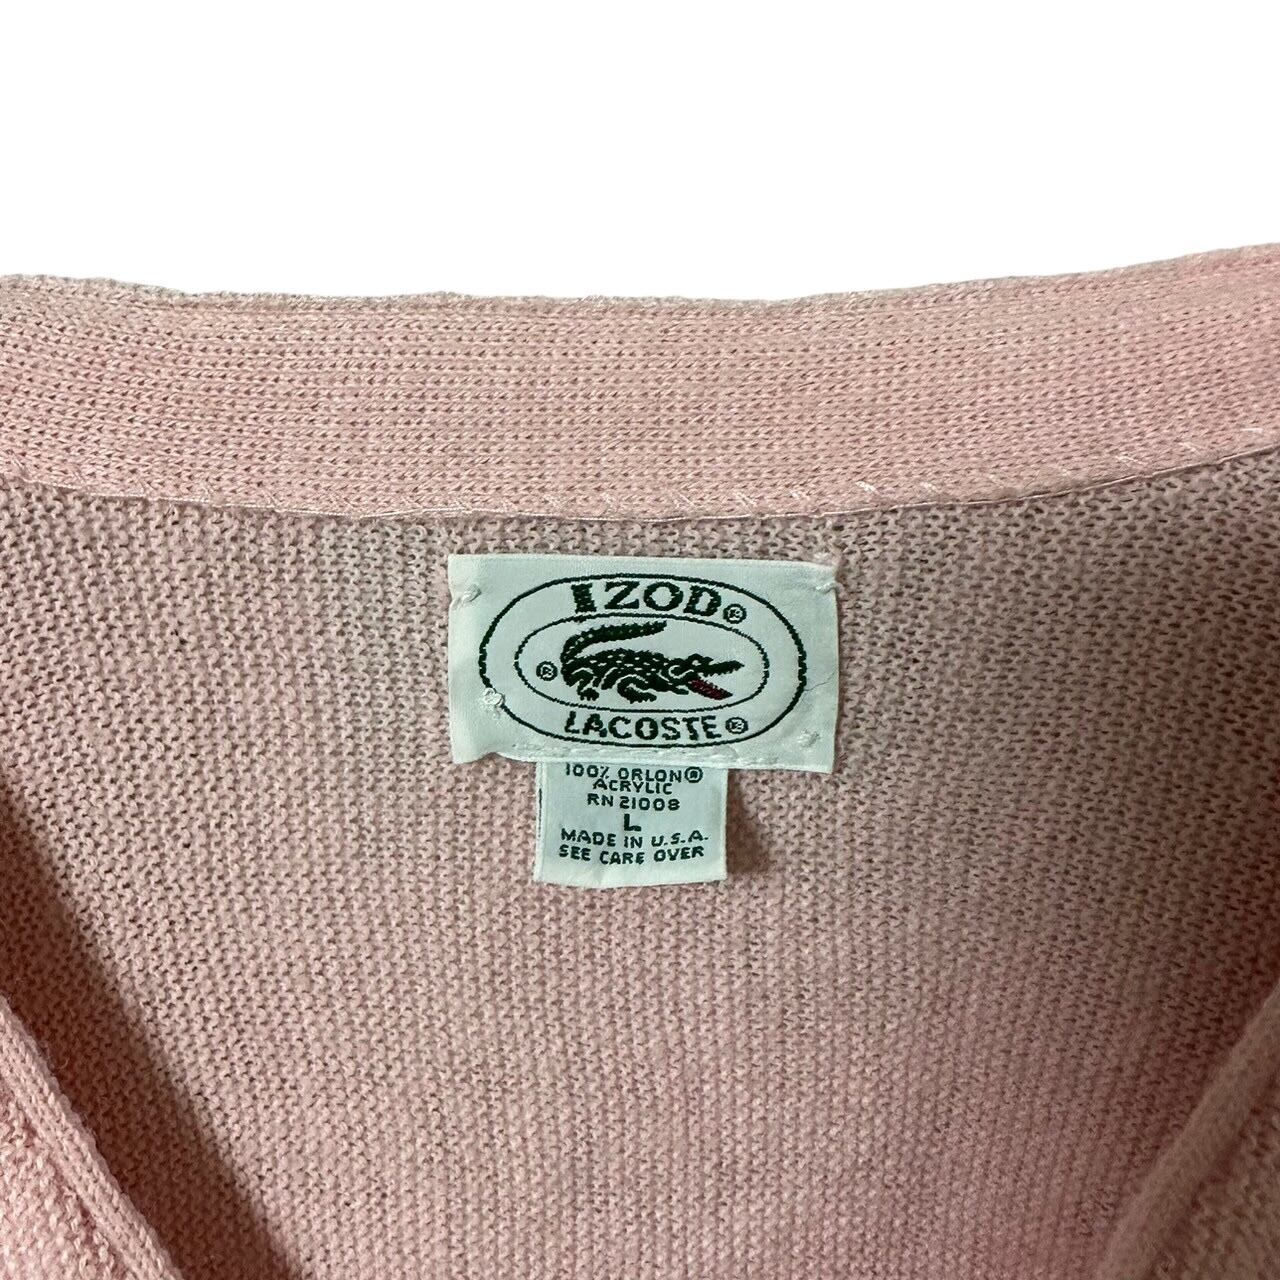 IZOD®
®
LACOSTE®
100% ORLON®
ACRYLIC
RN 21008
L
MADE IN U.S.A.
SEE CARE OVER